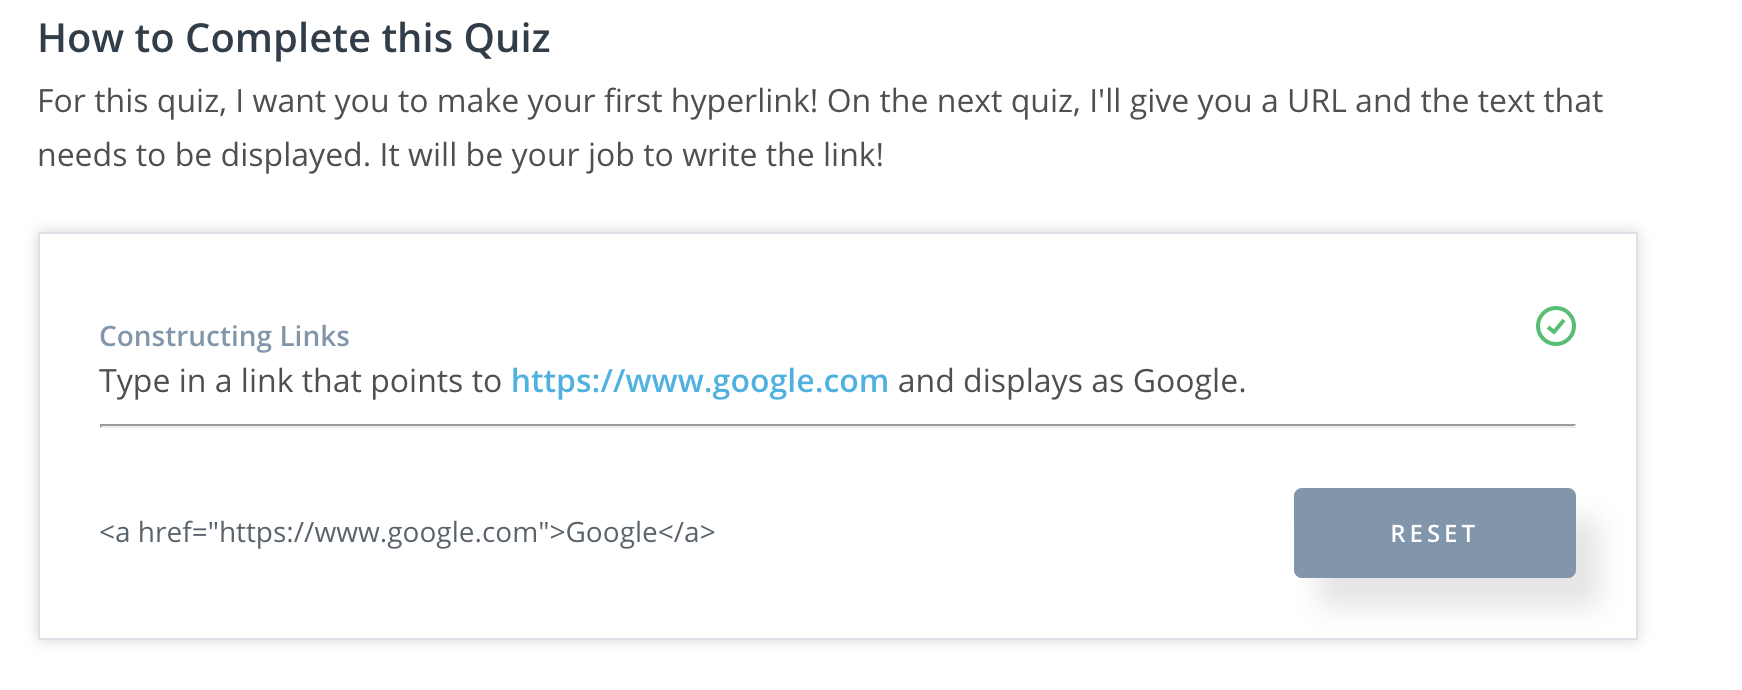 How to Complete this Quiz
For this quiz, I want you to make your first hyperlink! On the next quiz, I'll give you a URL and the text that
needs to be displayed. It will be your job to write the link!
Constructing Links
Type in a link that points to https://www.google.com and displays as Google.
<a href="https://www.google.com">Google</a>
RESET